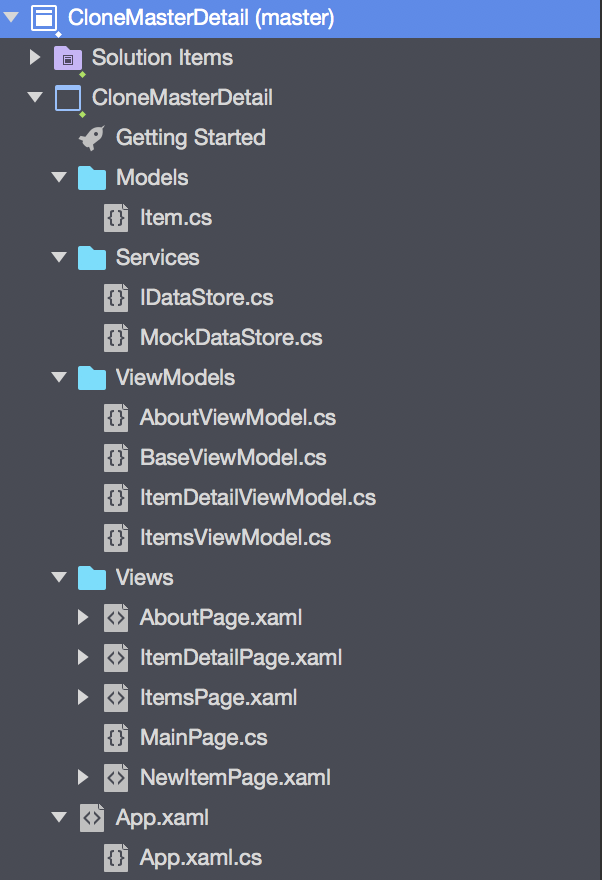 CloneMasterDetail (master)
Solution Items
CloneMasterDetail
Getting Started
Models
Item.cs
Services
IDataStore.cs
MockDataStore.cs
ViewModels
AboutViewModel.cs
BaseViewModel.cs
ItemDetailViewModel.cs
ItemsViewModel.cs
Views
AboutPage.xaml
ItemDetailPage.xaml
ItemsPage.xaml
MainPage.cs
NewItemPage.xaml
App.xaml
App.xaml.cs